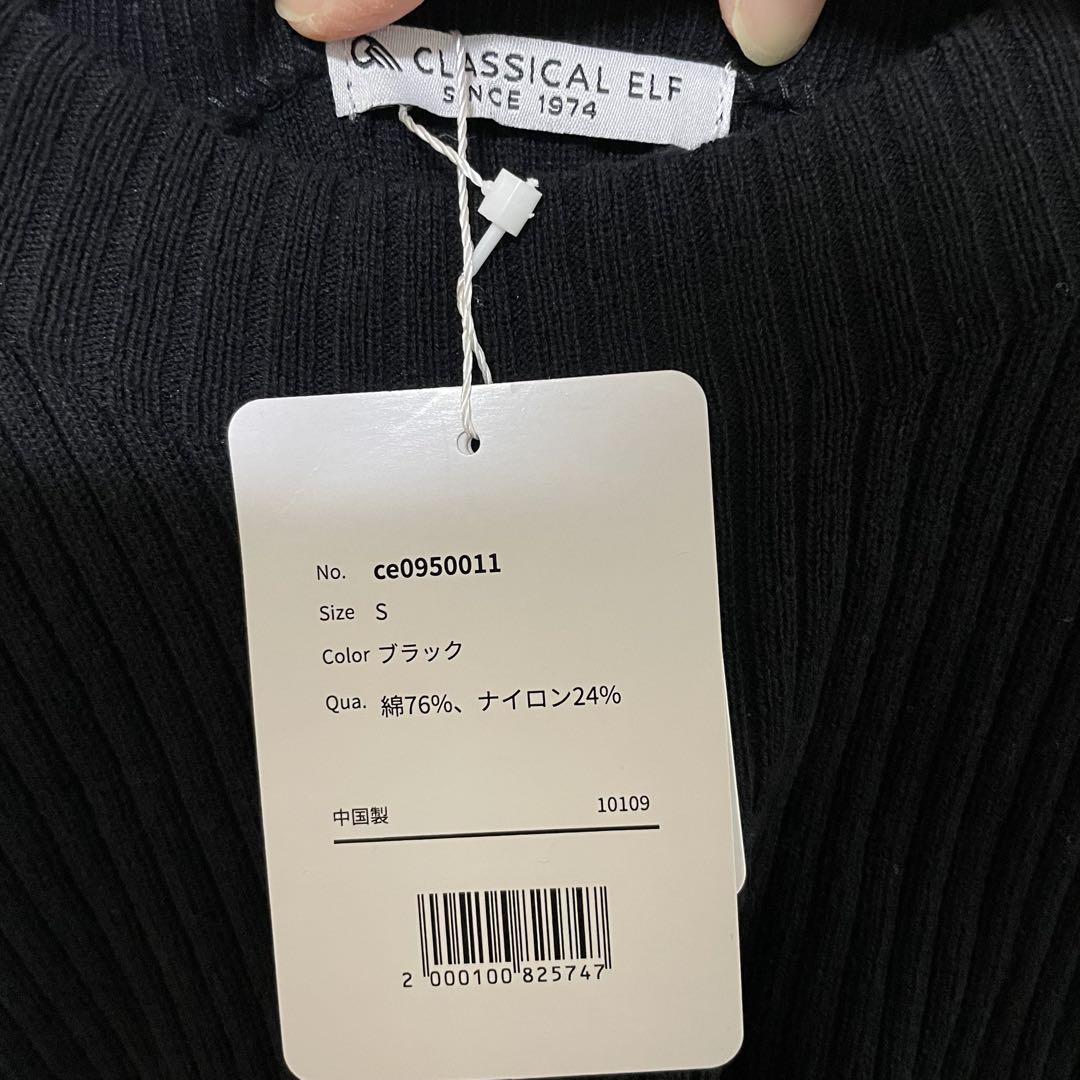 CLASSICAL ELF
SINCE 1974
No. ce0950011
Size S
Color ブラック
Qua. 綿76%、ナイロン24%
中国製 10109
2 000100 825747